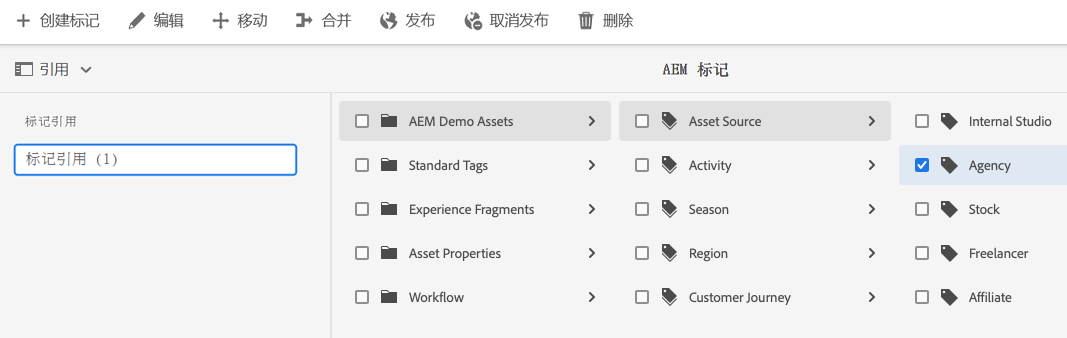 创建标记 编辑 移动 合并 发布 取消发布 删除
引用 AEM 标记
标记引用
标记引用 (1)
AEM Demo Assets Asset Source Internal Studio
Standard Tags Activity Agency
Experience Fragments Season Stock
Asset Properties Region Freelancer
Workflow Customer Journey Affiliate